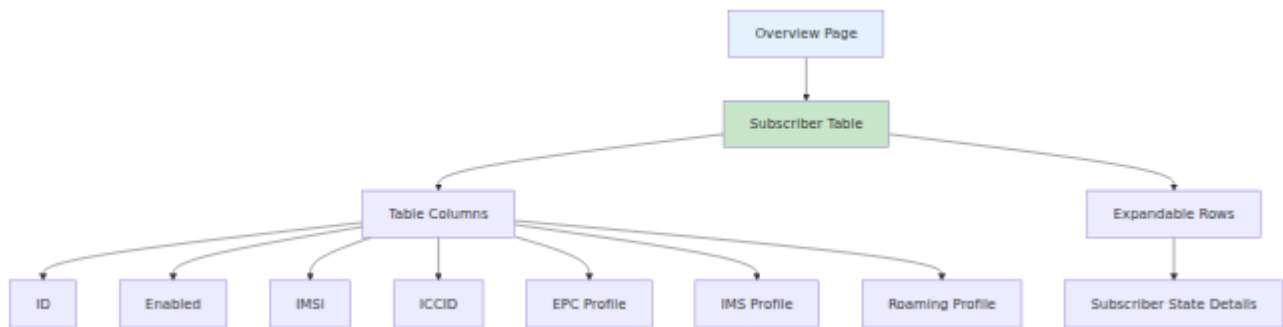 Overview Page
Subscriber Table
Table Columns
Expandable Rows
ID
Enabled
IMSI
ICCID
EPC Profile
IMS Profile
Roaming Profile
Subscriber State Details